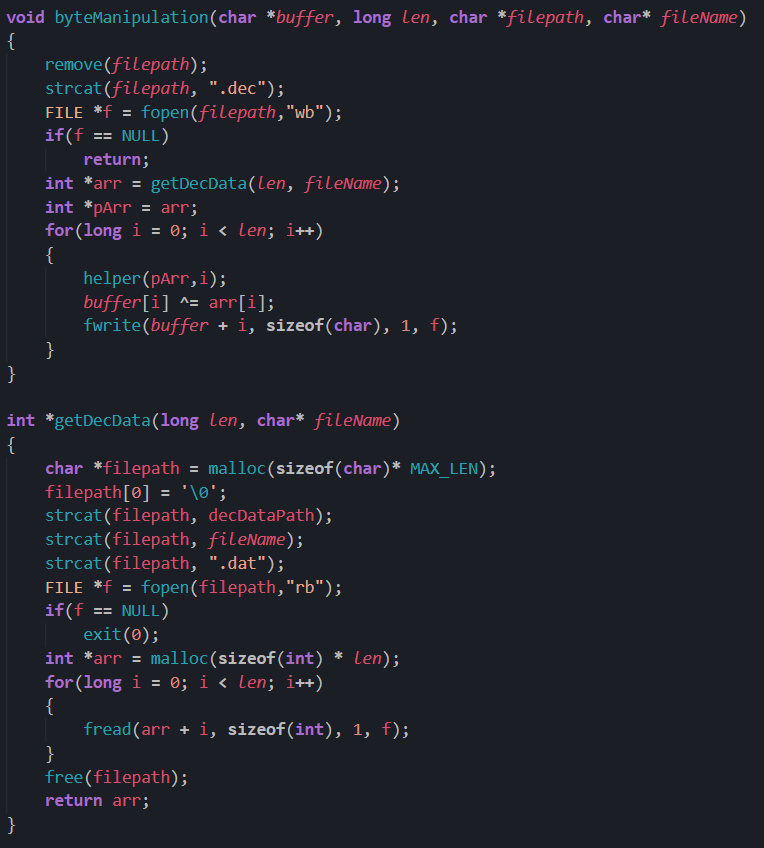 void byteManipulation(char *buffer, long len, char *filepath, char* fileName)
{
    remove(filepath);
    strcat(filepath, ".dec");
    FILE *f = fopen(filepath,"wb");
    if(f == NULL)
        return;
    int *arr = getDecData(len, fileName);
    int *pArr = arr;
    for(long i = 0; i < len; i++)
    {
        helper(pArr,i);
        buffer[i] ^= arr[i];
        fwrite(buffer + i, sizeof(char), 1, f);
    }
}

int *getDecData(long len, char* fileName)
{
    char *filepath = malloc(sizeof(char)* MAX_LEN);
    filepath[0] = '\0';
    strcat(filepath, decDataPath);
    strcat(filepath, fileName);
    strcat(filepath, ".dat");
    FILE *f = fopen(filepath,"rb");
    if(f == NULL)
        exit(0);
    int *arr = malloc(sizeof(int) * len);
    for(long i = 0; i < len; i++)
    {
        fread(arr + i, sizeof(int), 1, f);
    }
    free(filepath);
    return arr;
}